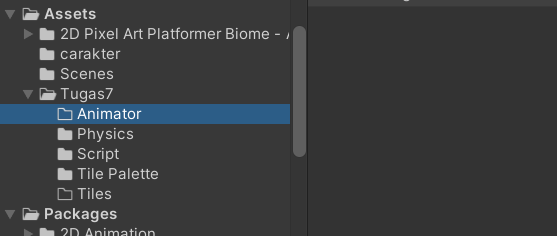 Assets
2D Pixel Art Platformer Biome -
carakter
Scenes
Tugas7
Animator
Physics
Script
Tile Palette
Tiles
Packages
2D Animation